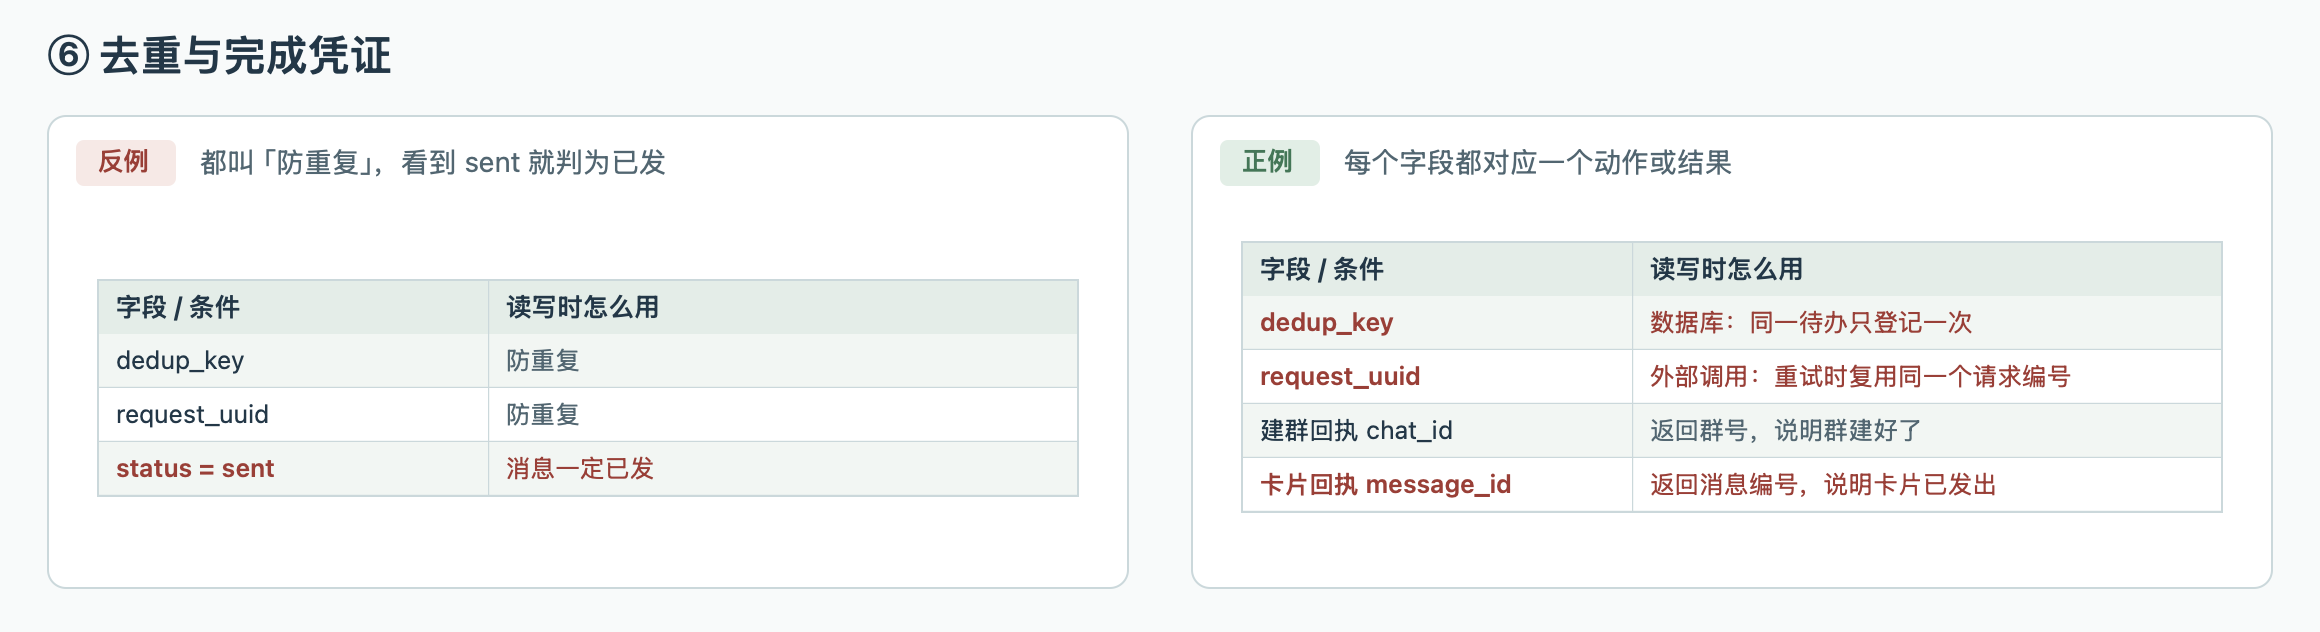 ⑥ 去重与完成凭证
反例 都叫「防重复」，看到 sent 就判为已发
字段 / 条件 读写时怎么用
dedup_key 防重复
request_uuid 防重复
status = sent 消息一定已发
正例 每个字段都对应一个动作或结果
字段 / 条件 读写时怎么用
dedup_key 数据库：同一待办只登记一次
request_uuid 外部调用：重试时复用同一个请求编号
建群回执 chat_id 返回群号，说明群建好了
卡片回执 message_id 返回消息编号，说明卡片已发出